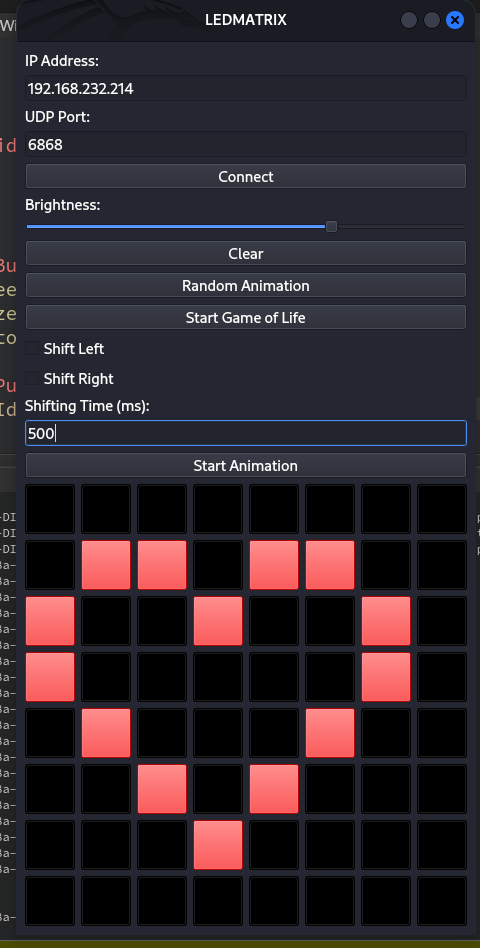 LEDMATRIX
IP Address:
192.168.232.214
UDP Port:
6868
Connect
Brightness:
Clear
Random Animation
Start Game of Life
Shift Left
Shift Right
Shifting Time (ms):
500
Start Animation